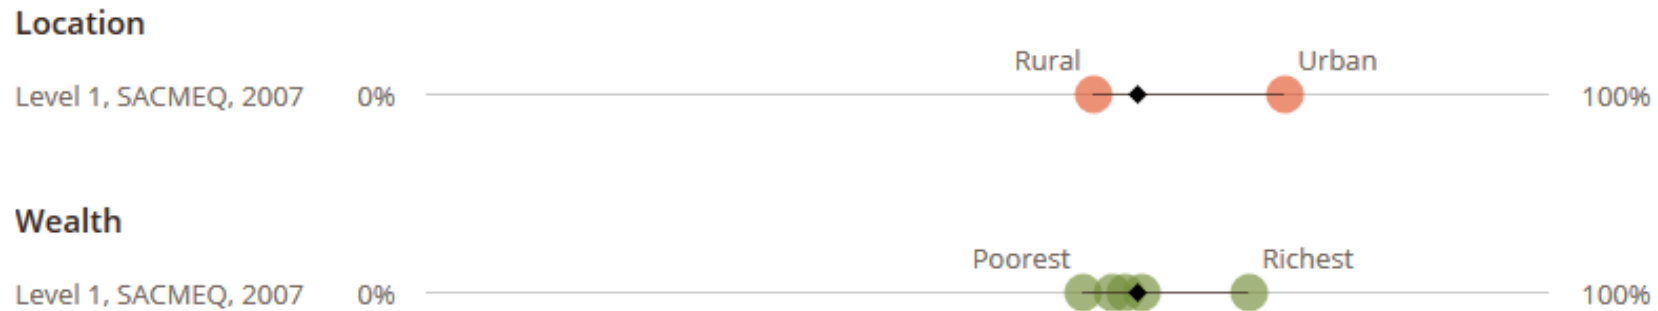 Location
Rural Urban
Level 1, SACMEQ, 2007 0% 100%
Wealth
Poorest Richest
Level 1, SACMEQ, 2007 0% 100%